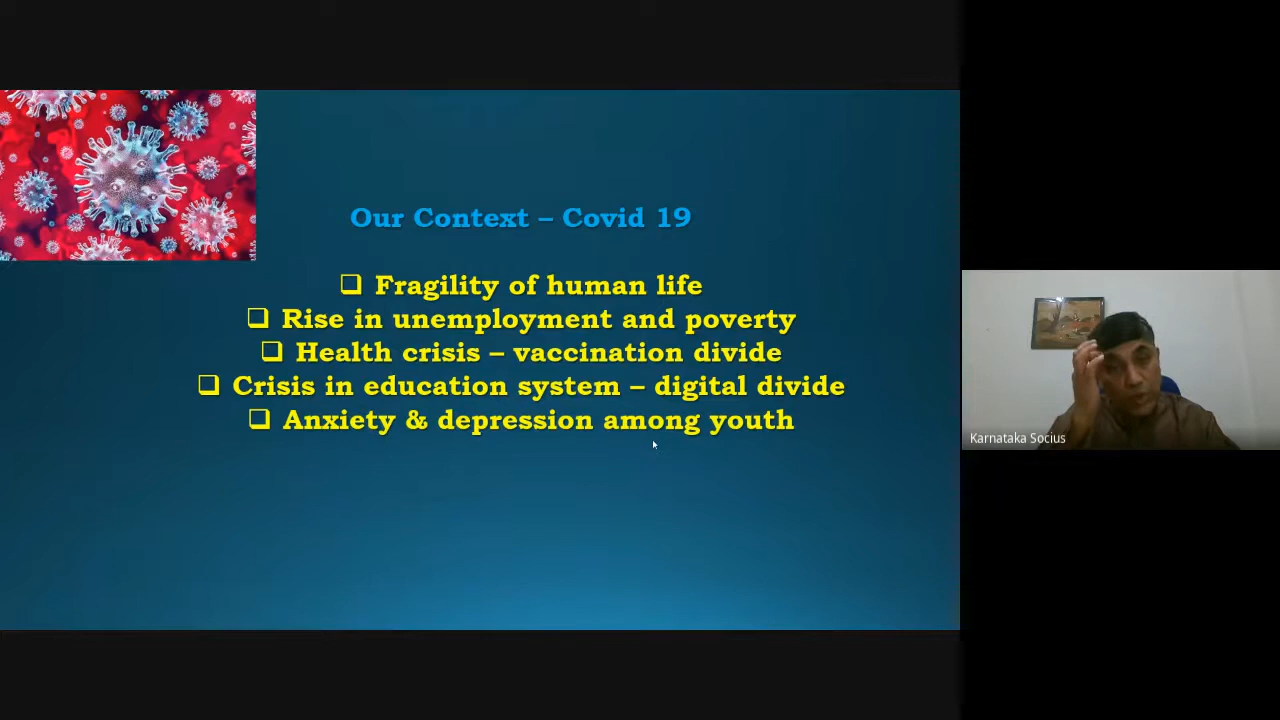 Our Context – Covid 19
❑ Fragility of human life
❑ Rise in unemployment and poverty
❑ Health crisis – vaccination divide
❑ Crisis in education system – digital divide
❑ Anxiety & depression among youth
Karnataka Socius